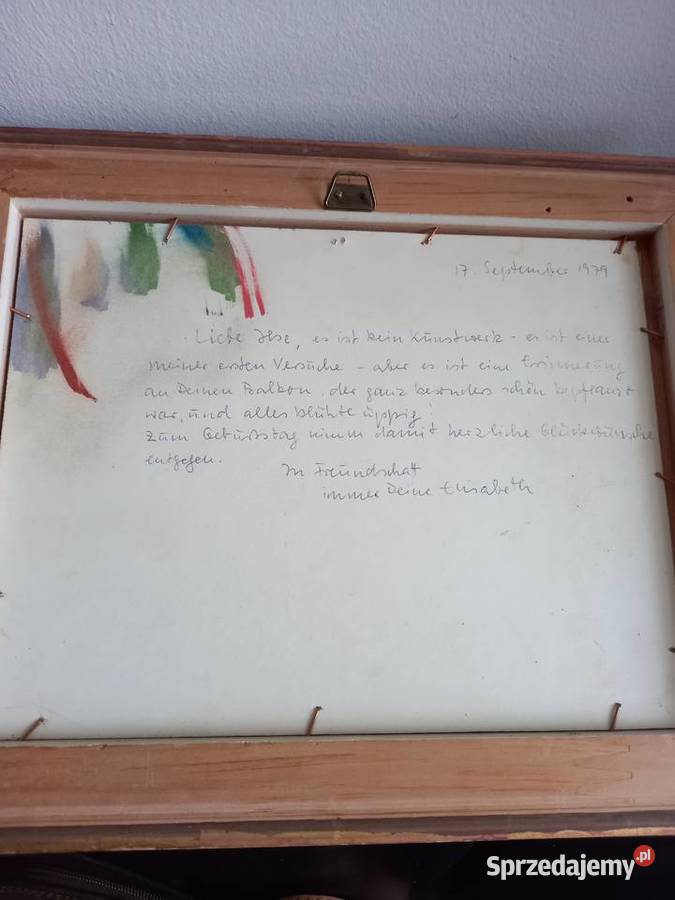 17. September 1979
Liebe Ilse, es ist kein Kunstwerk - es ist einer
meiner ersten Versuche - aber es ist eine Erinnerung
an Deinen Balkon, der ganz besonders schön bepflanzt
war, und alles blühte üppig!
Zum Geburtstag nimm damit herzliche Glückwünsche
entgegen.
In Freundschaft
immer Deine Elisabeth
Sprzedajemy.pl